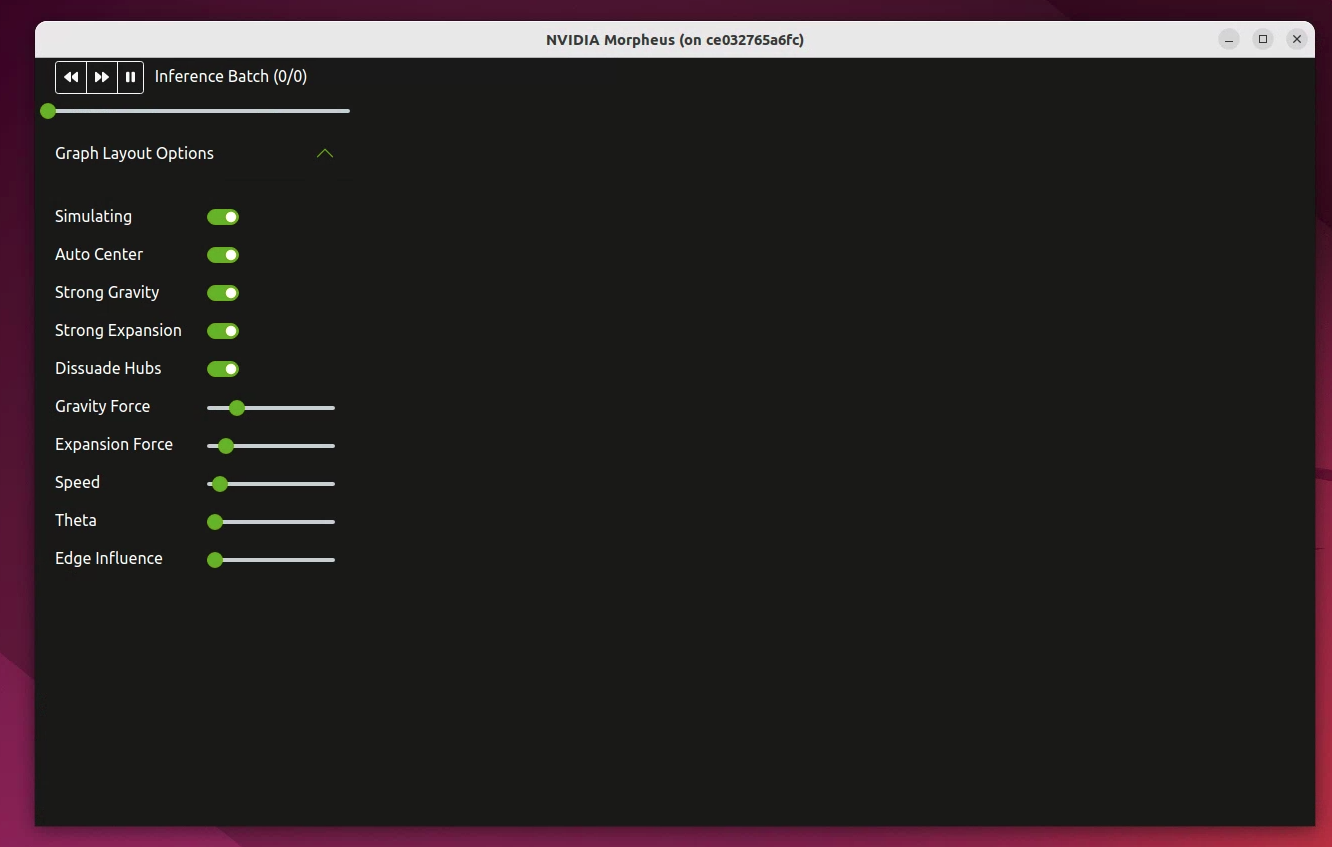 NVIDIA Morpheus (on ce032765a6fc)
Inference Batch (0/0)
Graph Layout Options
Simulating
Auto Center
Strong Gravity
Strong Expansion
Dissuade Hubs
Gravity Force
Expansion Force
Speed
Theta
Edge Influence